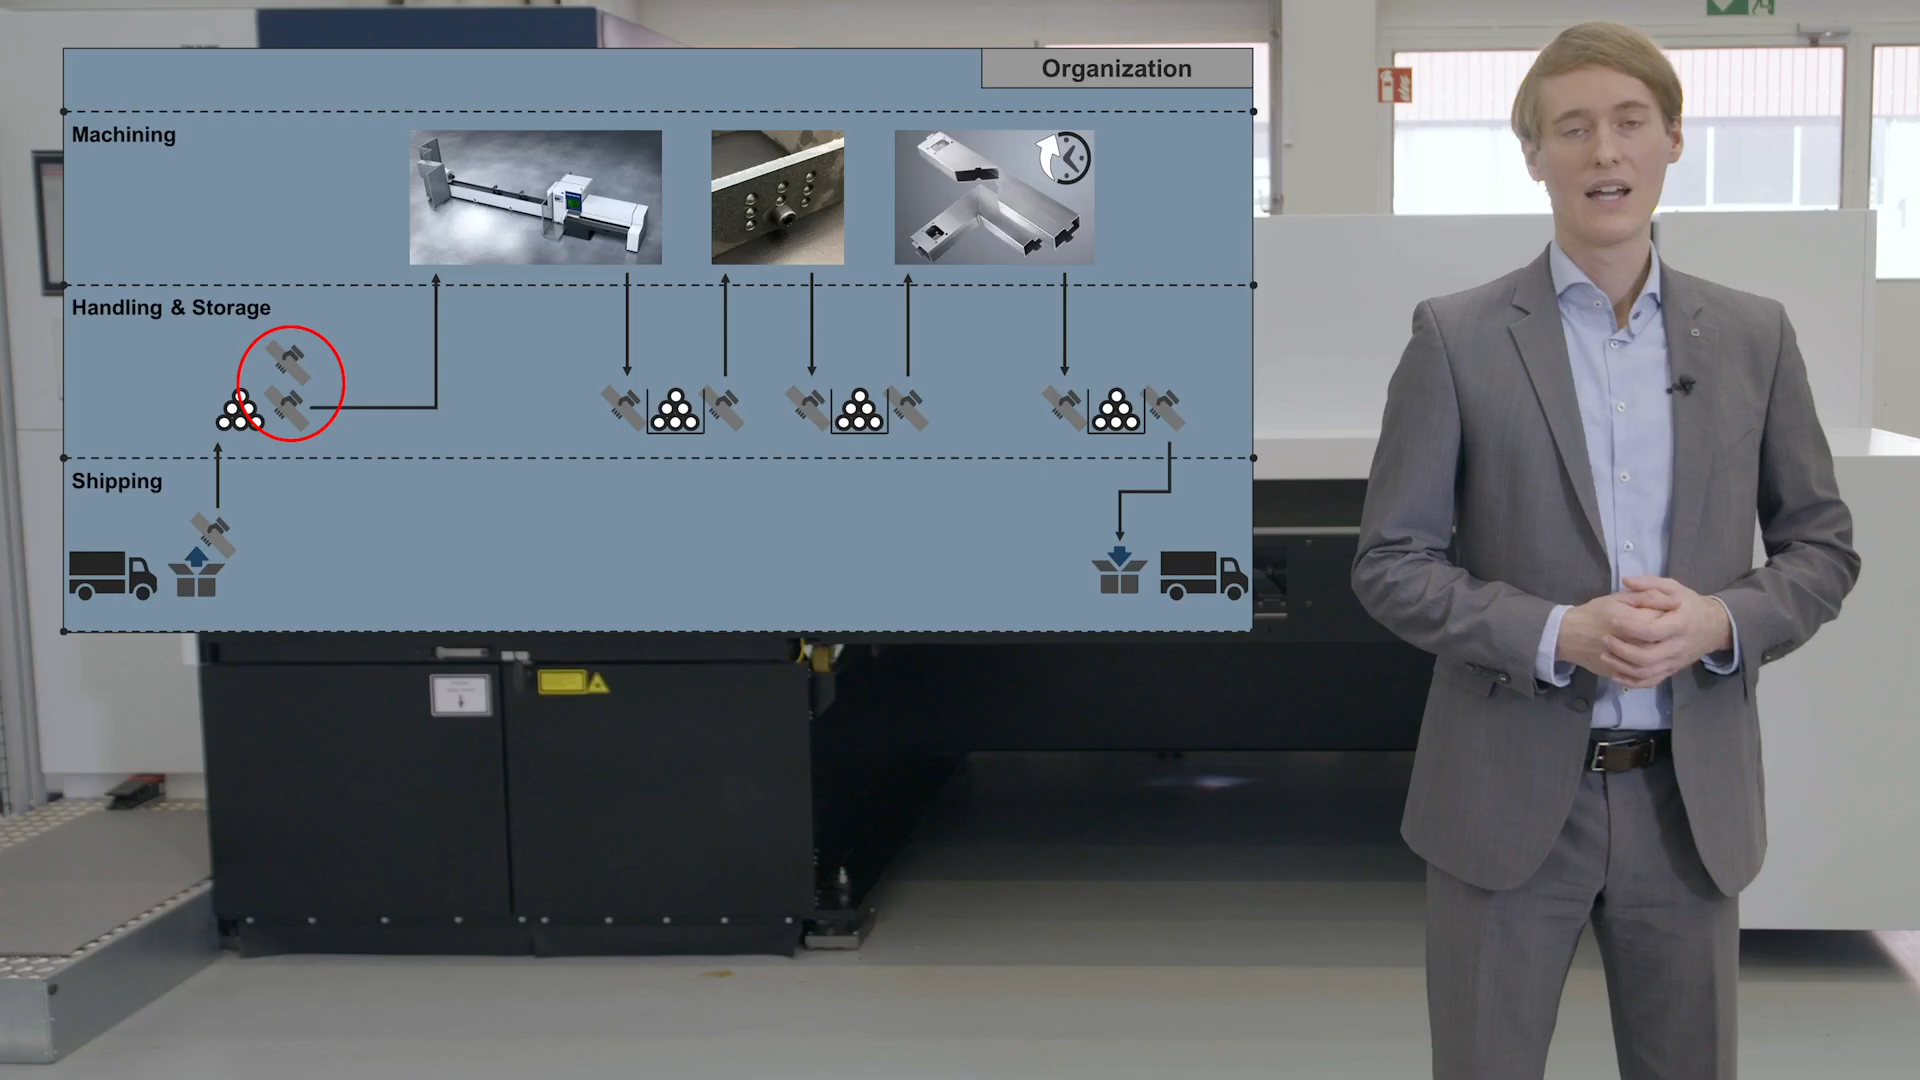 Organization
Machining
Handling & Storage
Shipping